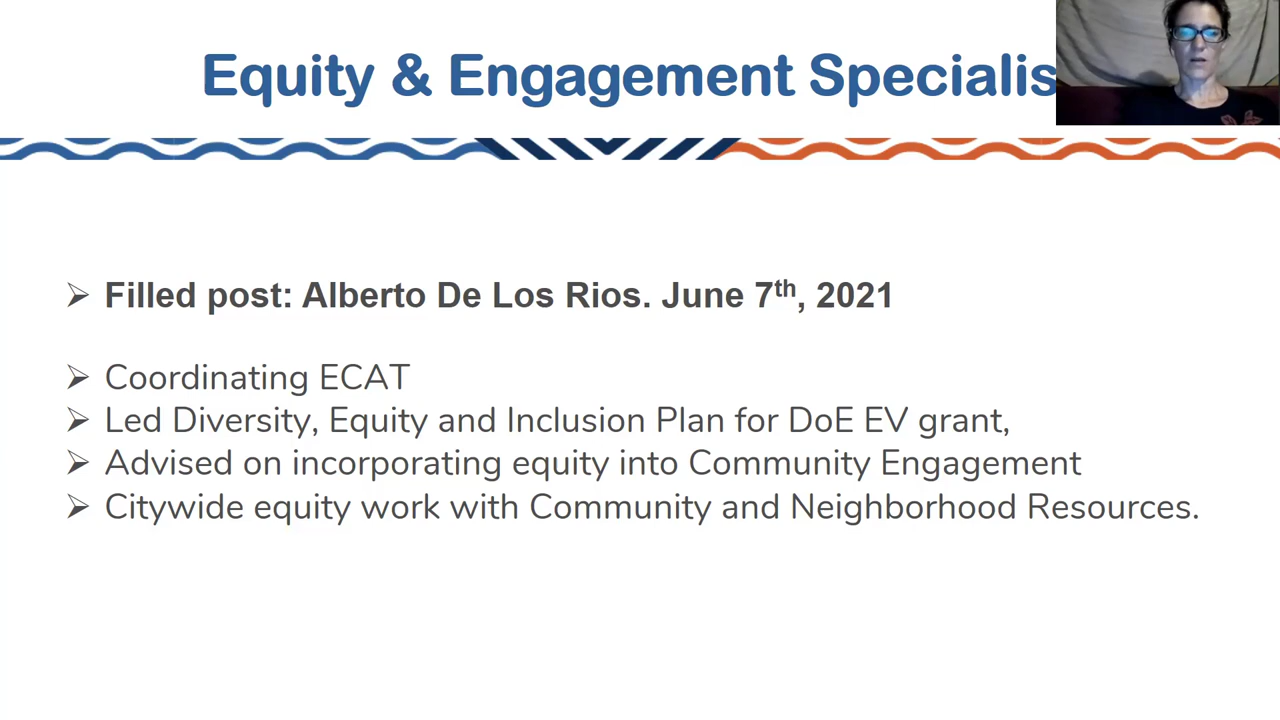 Equity & Engagement Specialis
➢ Filled post: Alberto De Los Rios. June 7th, 2021
➢ Coordinating ECAT
➢ Led Diversity, Equity and Inclusion Plan for DoE EV grant,
➢ Advised on incorporating equity into Community Engagement
➢ Citywide equity work with Community and Neighborhood Resources.